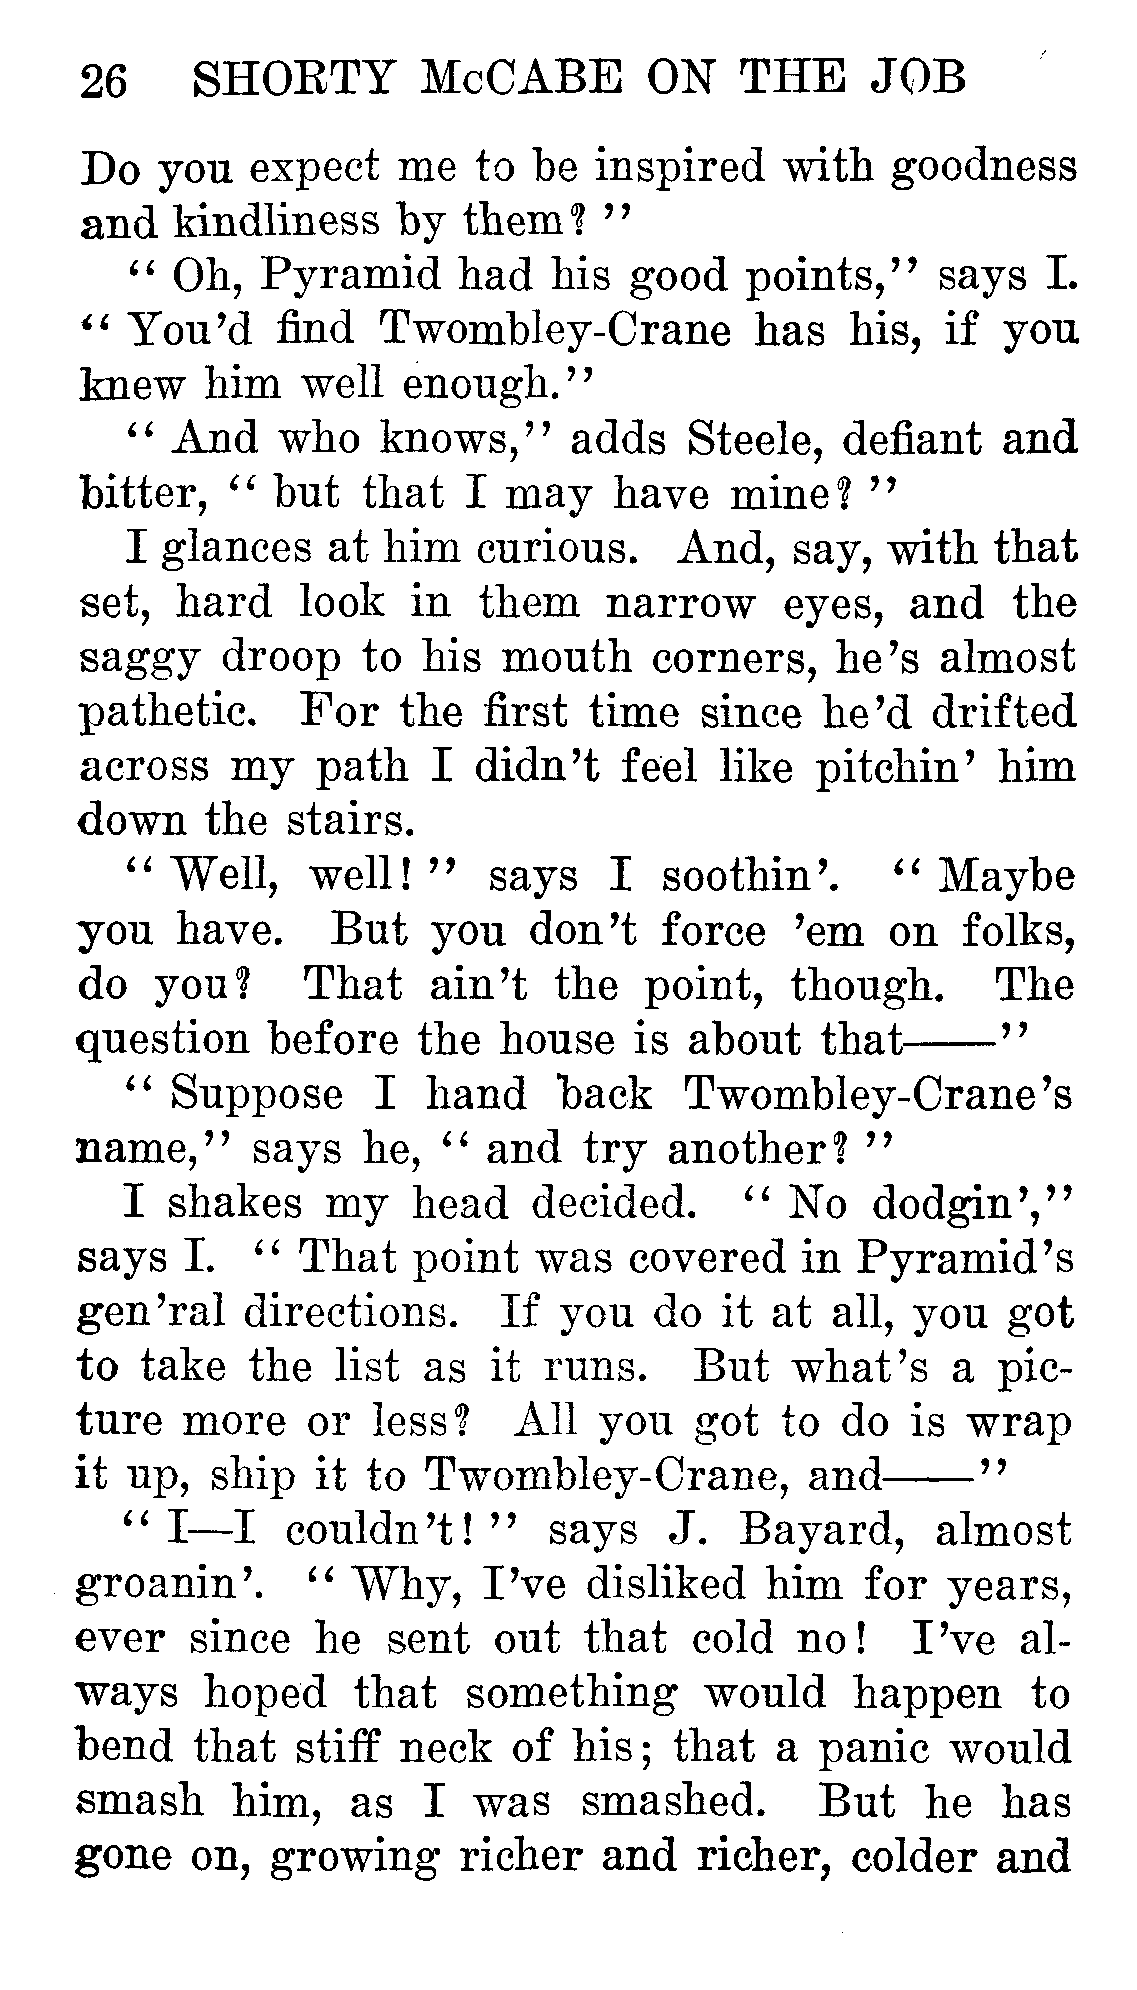 26 SHORTY McCABE ON THE JOB
Do you expect me to be inspired with goodness
and kindliness by them? ”
“ Oh, Pyramid had his good points,” says I.
“ You’d find Twombley-Crane has his, if you
knew him well enough.”
“ And who knows,” adds Steele, defiant and
bitter, “ but that I may have mine? ”
I glances at him curious. And, say, with that
set, hard look in them narrow eyes, and the
saggy droop to his mouth corners, he’s almost
pathetic. For the first time since he’d drifted
across my path I didn’t feel like pitchin’ him
down the stairs.
“ Well, well! ” says I soothin’. “ Maybe
you have. But you don’t force ’em on folks,
do you? That ain’t the point, though. The
question before the house is about that——”
“ Suppose I hand back Twombley-Crane’s
name,” says he, “ and try another? ”
I shakes my head decided. “ No dodgin’,”
says I. “ That point was covered in Pyramid’s
gen’ral directions. If you do it at all, you got
to take the list as it runs. But what’s a pic-
ture more or less? All you got to do is wrap
it up, ship it to Twombley-Crane, and——”
“ I—I couldn’t! ” says J. Bayard, almost
groanin’. “ Why, I’ve disliked him for years,
ever since he sent out that cold no! I’ve al-
ways hoped that something would happen to
bend that stiff neck of his; that a panic would
smash him, as I was smashed. But he has
gone on, growing richer and richer, colder and